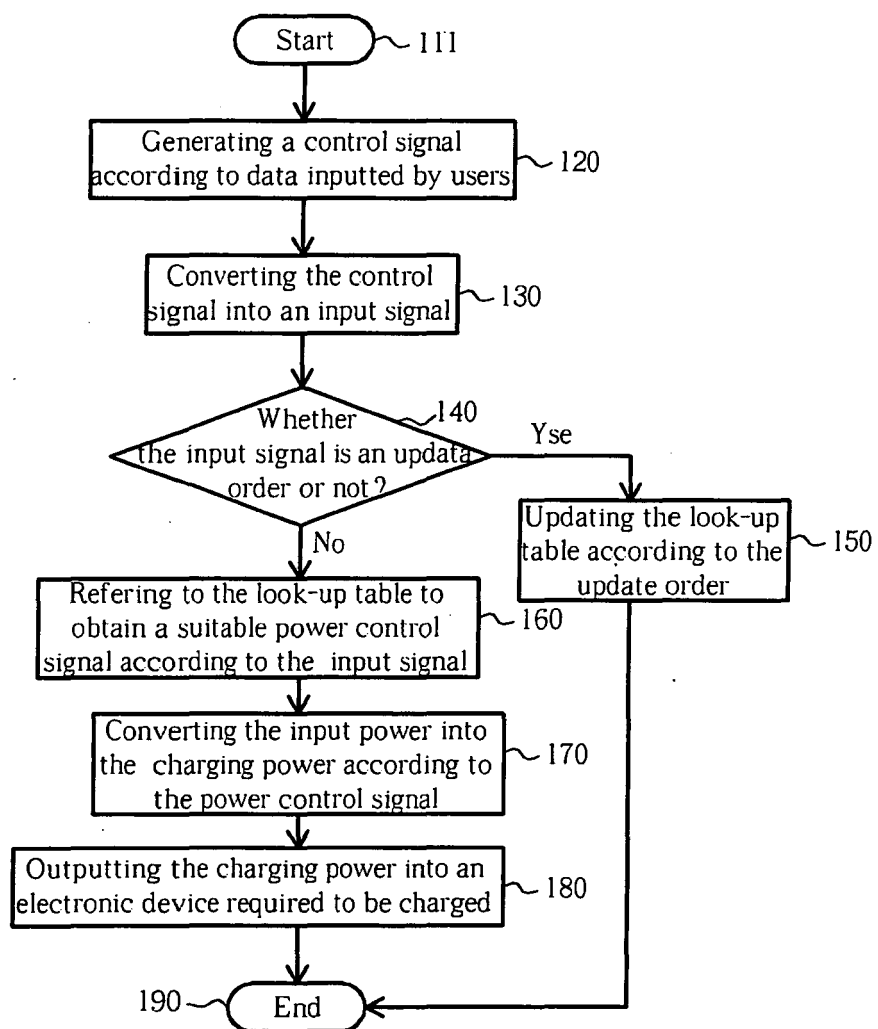 Start
111
Generating a control signal
according to data inputted by users
120
Converting the control
signal into an input signal
130
Whether
the input signal is an updata
order or not?
140
Yse
No
Updating the look-up
table according to the
update order
150
Refering to the look-up table to
obtain a suitable power control
signal according to the input signal
160
Converting the input power into
the charging power according to
the power control signal
170
Outputting the charging power into an
electronic device required to be charged
180
190
End